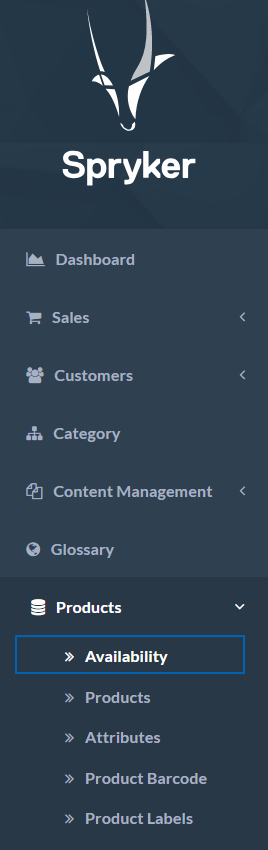 Spryker
Dashboard
Sales
Customers
Category
Content Management
Glossary
Products
Availability
Products
Attributes
Product Barcode
Product Labels